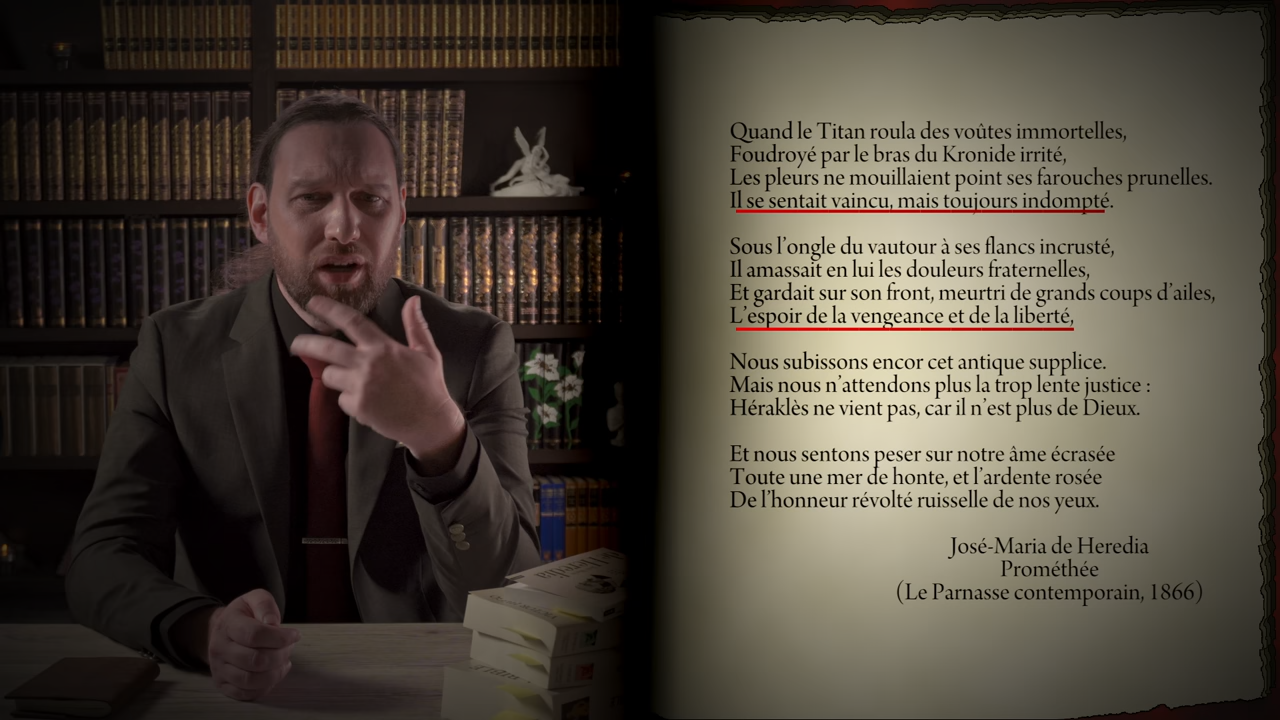 Quand le Titan roula des voûtes immortelles,
Foudroyé par le bras du Kronide irrité,
Les pleurs ne mouillaient point ses farouches prunelles.
Il se sentait vaincu, mais toujours indompté.
Sous l'ongle du vautour à ses flancs incrusté,
Il amassait en lui les douleurs fraternelles,
Et gardait sur son front, meurtri de grands coups d'ailes,
L'espoir de la vengeance et de la liberté,
Nous subissons encor cet antique supplice.
Mais nous n'attendons plus la trop lente justice :
Héraklès ne vient pas, car il n'est plus de Dieux.
Et nous sentons peser sur notre âme écrasée
Toute une mer de honte, et l'ardente rosée
De l'honneur révolté ruisselle de nos yeux.
José-Maria de Heredia
Prométhée
(Le Parnasse contemporain, 1866)
Heredia